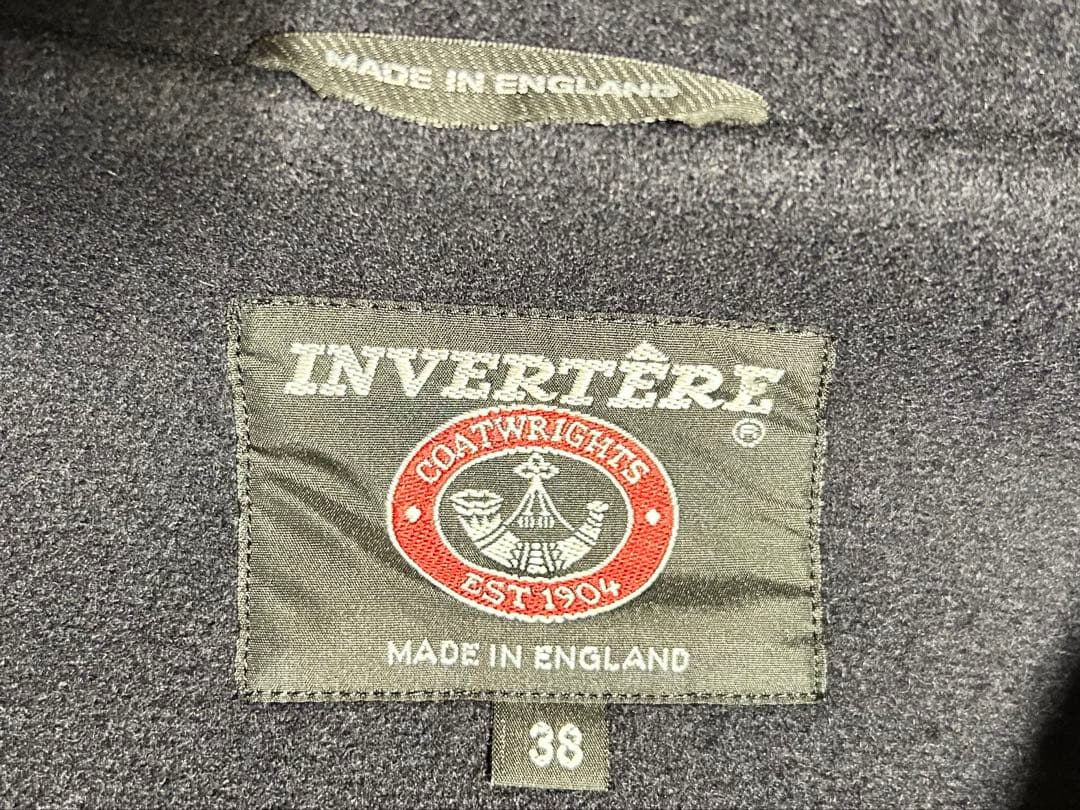 MADE IN ENGLAND
INVERTÊRE
®
COATWRIGHTS
EST 1904
MADE IN ENGLAND
38